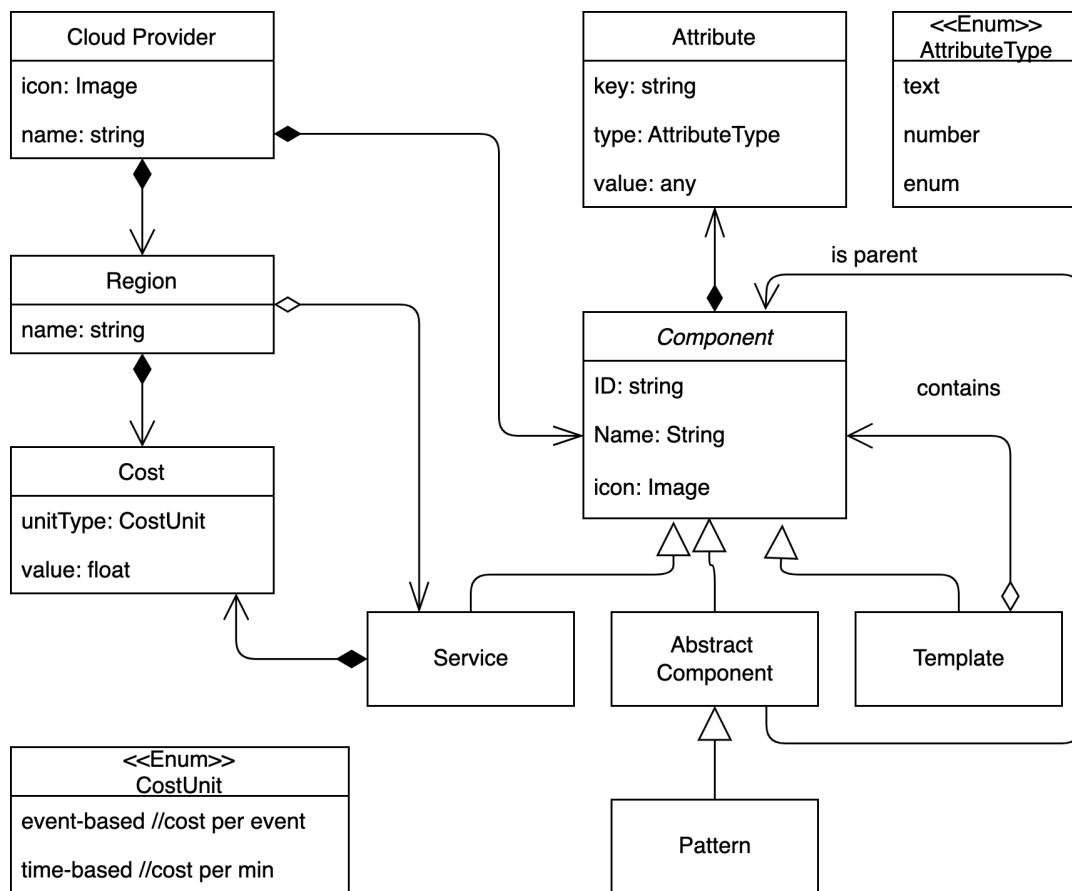 Cloud Provider
icon: Image
name: string
Attribute
key: string
type: AttributeType
value: any
<<Enum>>
AttributeType
text
number
enum
is parent
Region
name: string
Component
ID: string
Name: String
icon: Image
contains
Cost
unitType: CostUnit
value: float
Service
Abstract
Component
Template
<<Enum>>
CostUnit
event-based //cost per event
time-based //cost per min
Pattern